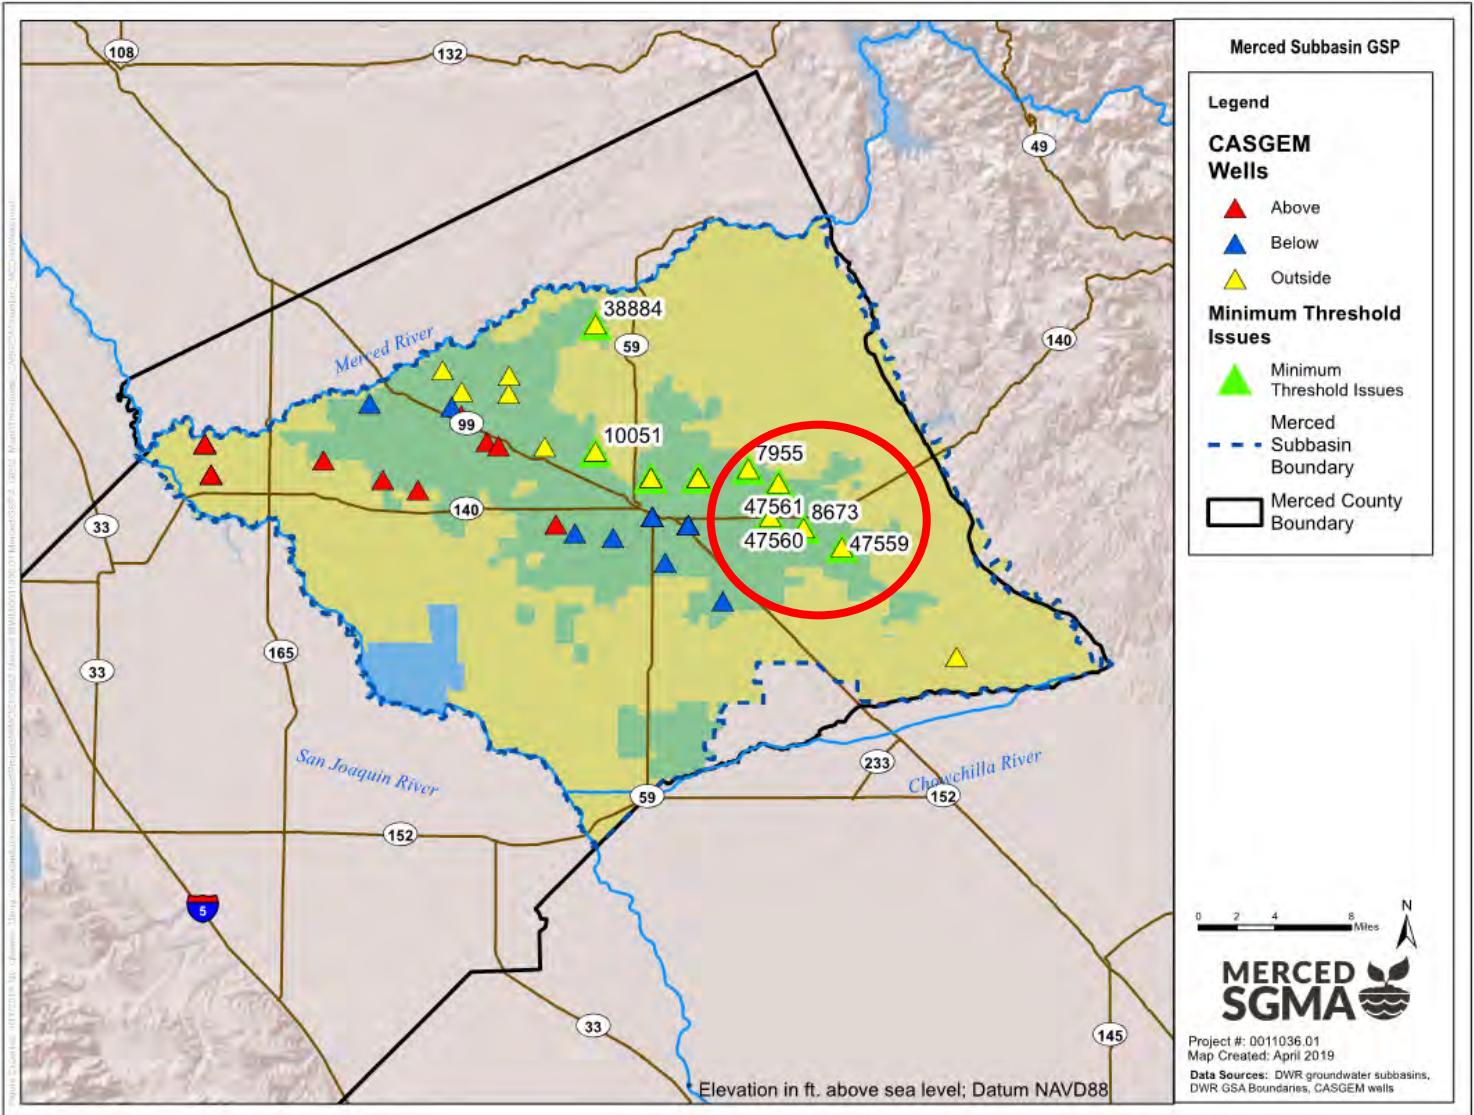 108
132
49
38884
59
140
Merced River
99
10051
7955
140
47561
8673
47560
47559
33
165
33
San Joaquin River
233
Chowchilla River
59
152
152
5
33
145
Elevation in ft. above sea level; Datum NAVD88
Merced Subbasin GSP
Legend
CASGEM
Wells
Above
Below
Outside
Minimum Threshold
Issues
Minimum
Threshold Issues
Merced
Subbasin
Boundary
Merced County
Boundary
N
0 2 4 8
Miles
MERCED
SGMA
Project #: 0011036.01
Map Created: April 2019
Data Sources: DWR groundwater subbasins,
DWR GSA Boundaries, CASGEM wells